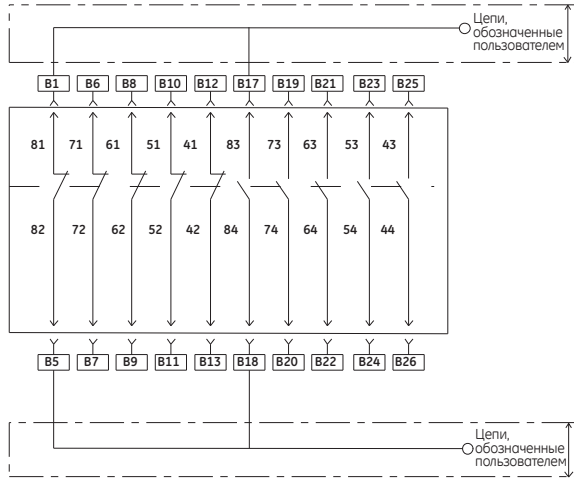 Цепи,
обозначенные
пользователем
B1 B6 B8 B10 B12 B17 B19 B21 B23 B25
81 71 61 51 41 83 73 63 53 43
82 72 62 52 42 84 74 64 54 44
B5 B7 B9 B11 B13 B18 B20 B22 B24 B26
Цепи,
обозначенные
пользователем